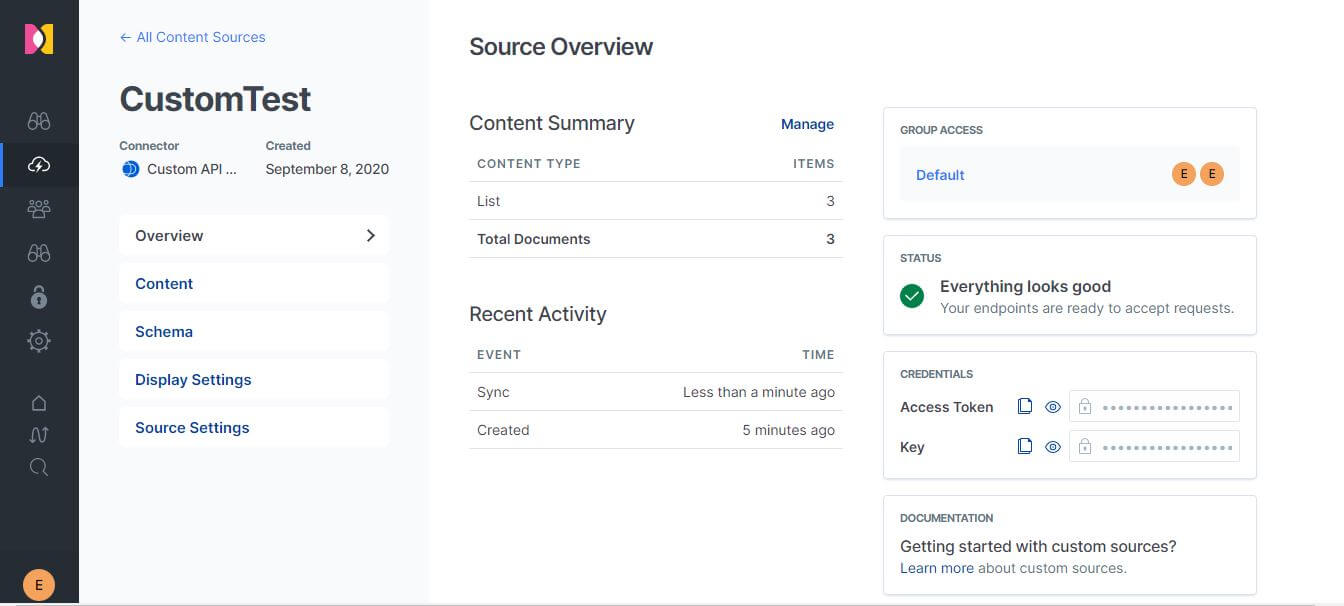 ← All Content Sources
CustomTest
Connector Created
Custom API ... September 8, 2020
Overview
Content
Schema
Display Settings
Source Settings
E
Source Overview
Content Summary Manage
CONTENT TYPE ITEMS
List 3
Total Documents 3
Recent Activity
EVENT TIME
Sync Less than a minute ago
Created 5 minutes ago
GROUP ACCESS
Default E E
STATUS
Everything looks good
Your endpoints are ready to accept requests.
CREDENTIALS
Access Token ••••••••••••••••••
Key ••••••••••••••••••
DOCUMENTATION
Getting started with custom sources?
Learn more about custom sources.